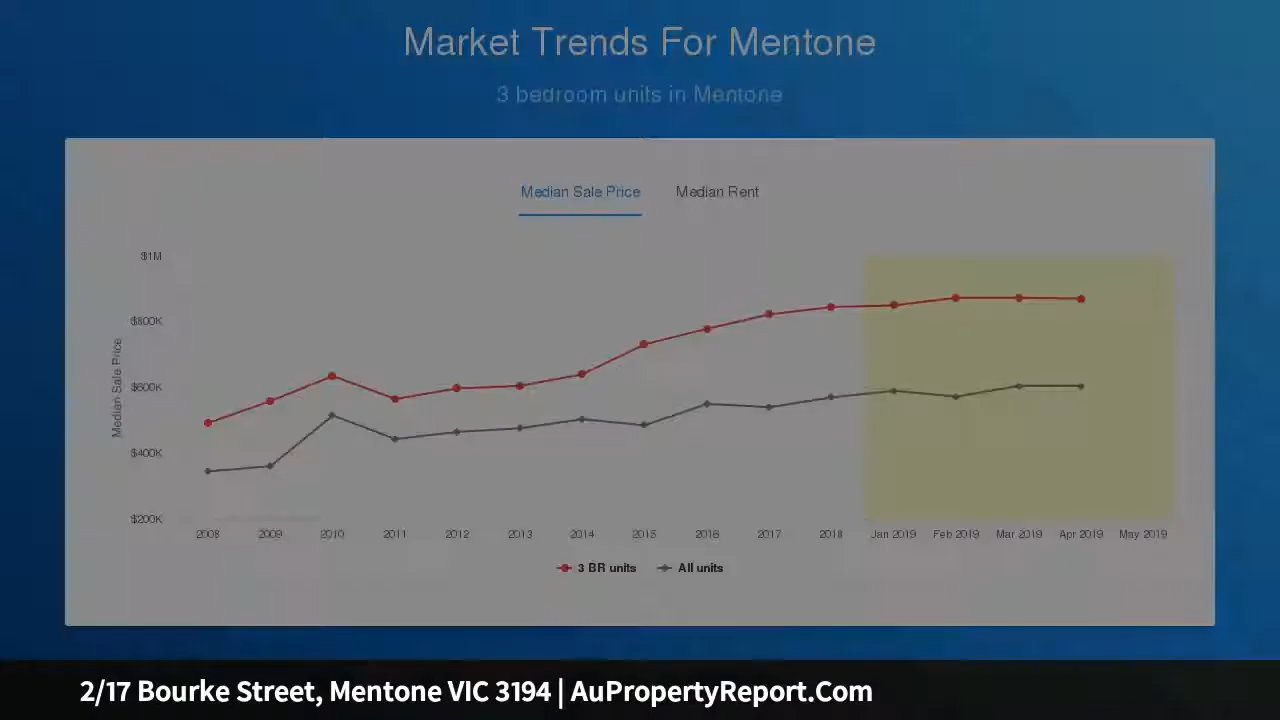 Market Trends For Mentone
3 bedroom units in Mentone
Median Sale Price Median Rent
$1M
$800K
$600K
$400K
$200K
Median Sale Price
2008 2009 2010 2011 2012 2013 2014 2015 2016 2017 2018 Jan 2019 Feb 2019 Mar 2019 Apr 2019 May 2019
3 BR units All units
2/17 Bourke Street, Mentone VIC 3194 | AuPropertyReport.Com